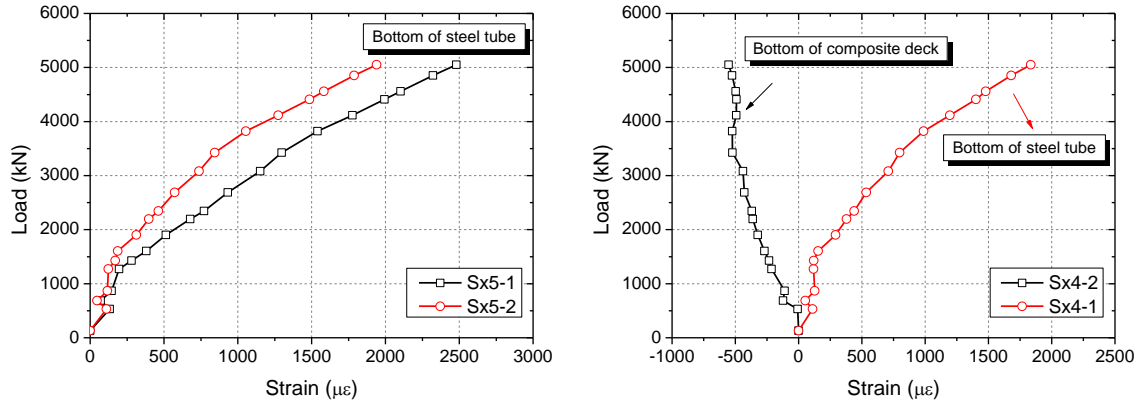 6000
5000
4000
3000
2000
1000
0
Load (kN)
0 500 1000 1500 2000 2500 3000
Strain (με)
Bottom of steel tube
Sx5-1
Sx5-2
6000
5000
4000
3000
2000
1000
0
Load (kN)
-1000 -500 0 500 1000 1500 2000 2500
Strain (με)
Bottom of composite deck
Bottom of steel tube
Sx4-2
Sx4-1